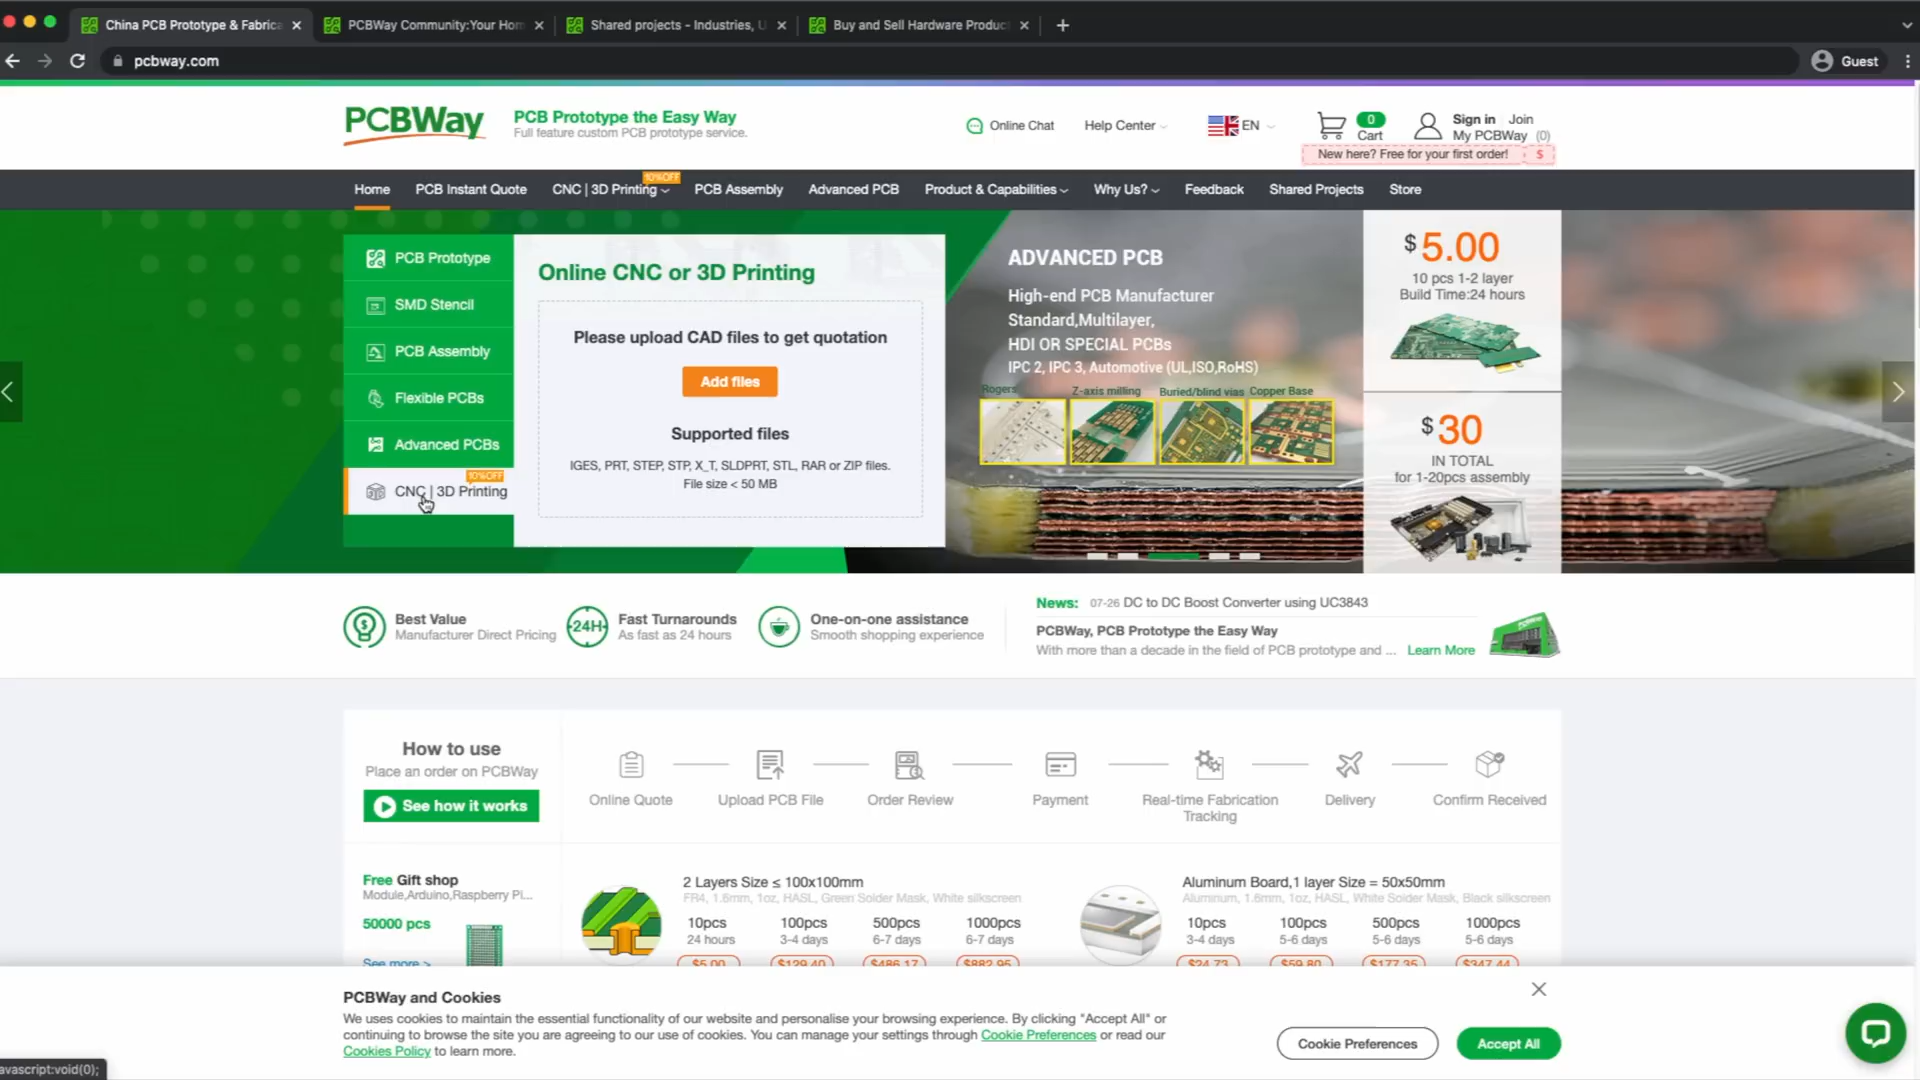 China PCB Prototype & Fabrica
PCBWay Community:Your Hom
Shared projects - Industries, U
Buy and Sell Hardware Produc
pcbway.com
Guest
PCBWay
PCB Prototype the Easy Way
Full feature custom PCB prototype service.
Online Chat
Help Center
EN
0
Cart
Sign in Join
My PCBWay (0)
New here? Free for your first order! $
Home
PCB Instant Quote
CNC | 3D Printing
10%OFF
PCB Assembly
Advanced PCB
Product & Capabilities
Why Us?
Feedback
Shared Projects
Store
PCB Prototype
SMD Stencil
PCB Assembly
Flexible PCBs
Advanced PCBs
10%OFF
CNC | 3D Printing
Online CNC or 3D Printing
Please upload CAD files to get quotation
Add files
Supported files
IGES, PRT, STEP, STP, X_T, SLDPRT, STL, RAR or ZIP files.
File size < 50 MB
ADVANCED PCB
High-end PCB Manufacturer
Standard,Multilayer,
HDI OR SPECIAL PCBs
IPC 2, IPC 3, Automotive (UL,ISO,RoHS)
Rogers
Z-axis milling
Buried/blind vias
Copper Base
$5.00
10 pcs 1-2 layer
Build Time:24 hours
$30
IN TOTAL
for 1-20pcs assembly
Best Value
Manufacturer Direct Pricing
24H
Fast Turnarounds
As fast as 24 hours
One-on-one assistance
Smooth shopping experience
News: 07-26 DC to DC Boost Converter using UC3843
PCBWay, PCB Prototype the Easy Way
With more than a decade in the field of PCB prototype and ... Learn More
How to use
Place an order on PCBWay
See how it works
Online Quote
Upload PCB File
Order Review
Payment
Real-time Fabrication
Tracking
Delivery
Confirm Received
Free Gift shop
Module,Arduino,Raspberry Pi...
50000 pcs
See more >
2 Layers Size ≤ 100x100mm
FR4, 1.6mm, 1oz, HASL, Green Solder Mask, White silkscreen
10pcs 100pcs 500pcs 1000pcs
24 hours 3-4 days 6-7 days 6-7 days
$5.00 $129.40 $486.17 $882.95
Aluminum Board,1 layer Size = 50x50mm
Aluminum, 1.6mm, 1oz, HASL, White Solder Mask, Black silkscreen
10pcs 100pcs 500pcs 1000pcs
3-4 days 5-6 days 5-6 days 5-6 days
$24.73 $59.80 $177.35 $347.44
PCBWay and Cookies
We uses cookies to maintain the essential functionality of our website and personalise your browsing experience. By clicking "Accept All" or
continuing to browse the site you are agreeing to our use of cookies. You can manage your settings through Cookie Preferences or read our
Cookies Policy to learn more.
Cookie Preferences
Accept All
avascript:void(0);